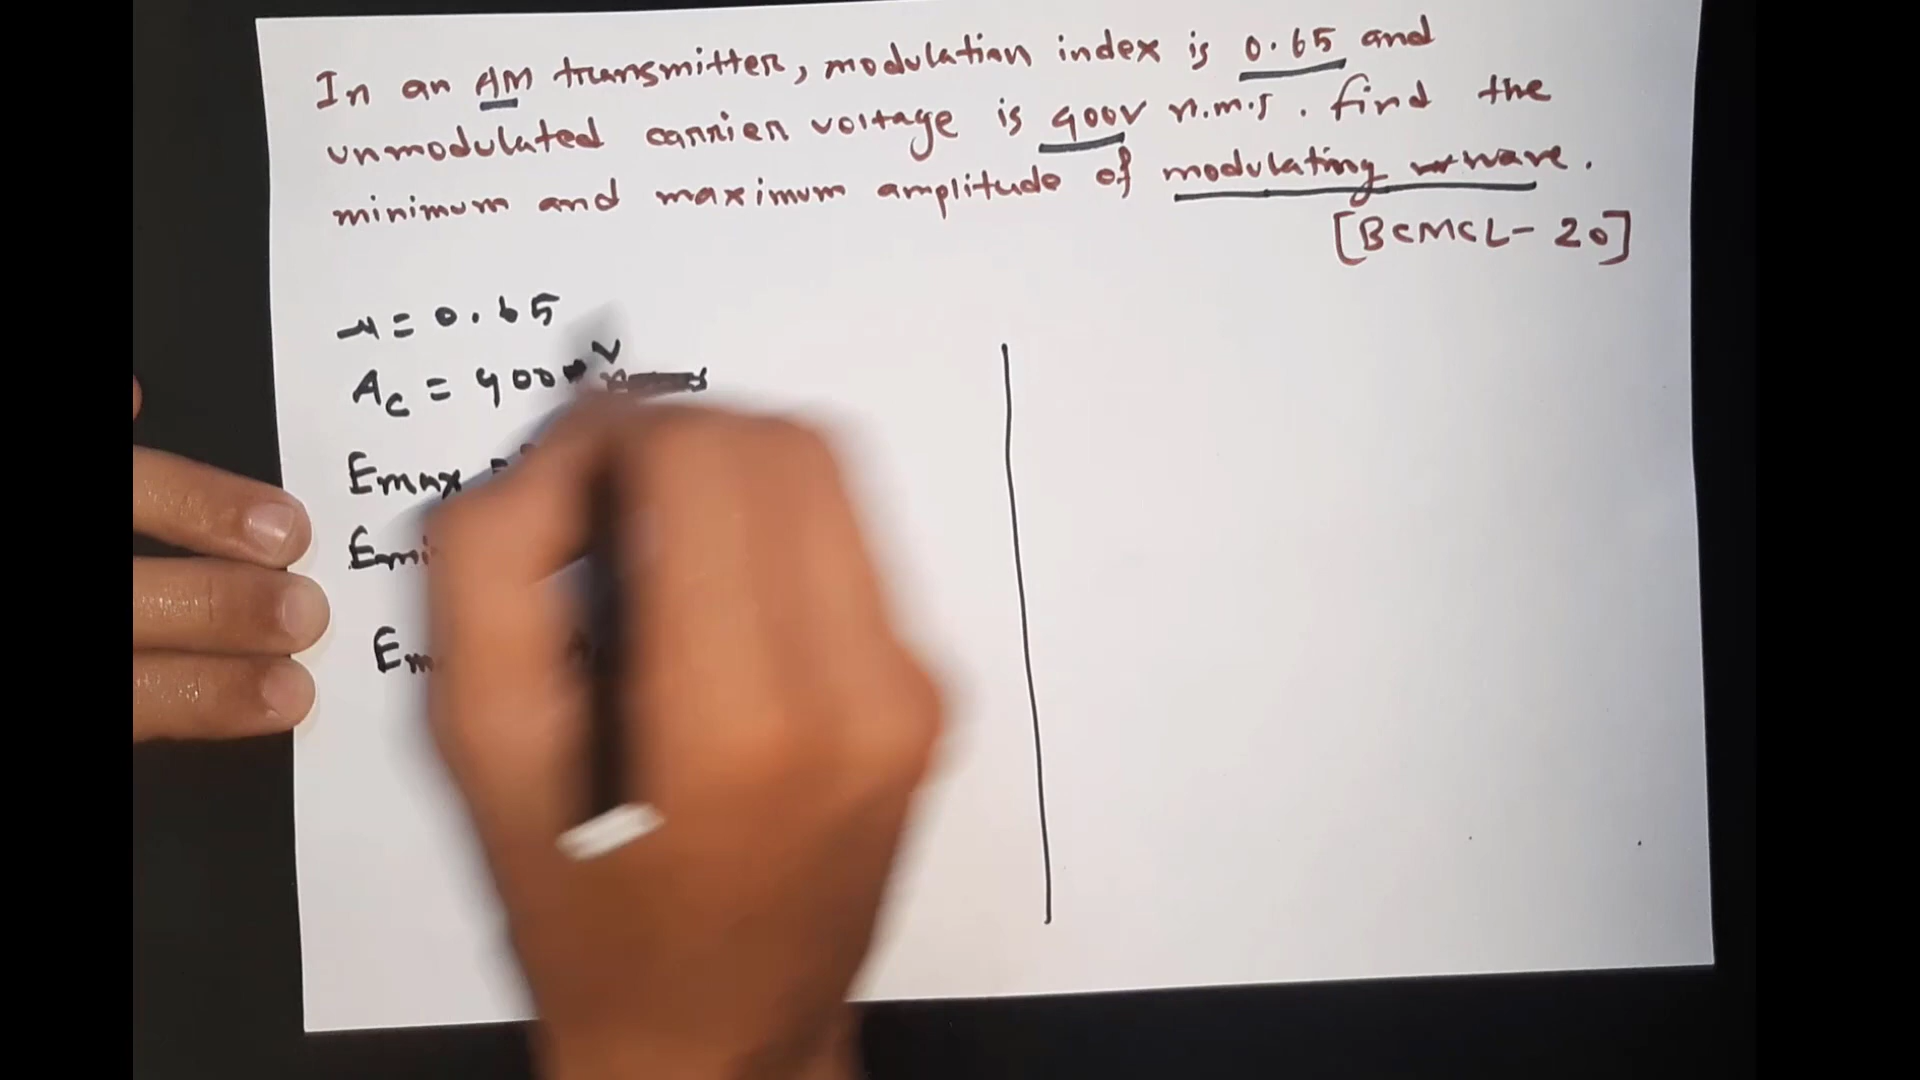 In an AM transmitter, modulation index is 0.65 and
unmodulated carrier voltage is 400V r.m.s. find the
minimum and maximum amplitude of modulating wave.
[BCMCL-20]
μ = 0.65
Ac = 400 V
Emax =